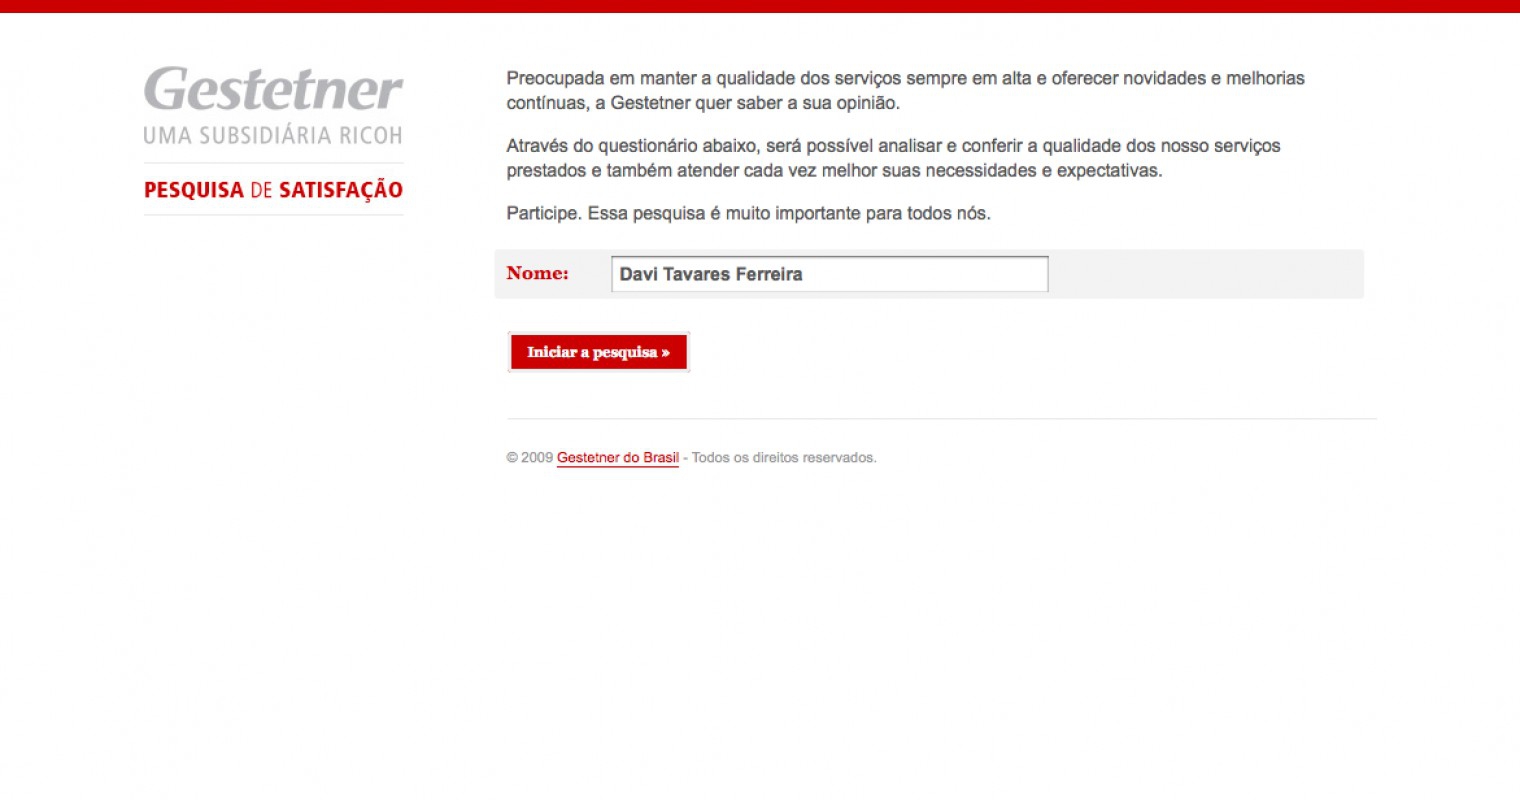 Gestetner
UMA SUBSIDIÁRIA RICOH
PESQUISA DE SATISFAÇÃO
Preocupada em manter a qualidade dos serviços sempre em alta e oferecer novidades e melhorias
contínuas, a Gestetner quer saber a sua opinião.
Através do questionário abaixo, será possível analisar e conferir a qualidade dos nosso serviços
prestados e também atender cada vez melhor suas necessidades e expectativas.
Participe. Essa pesquisa é muito importante para todos nós.
Nome: Davi Tavares Ferreira
Iniciar a pesquisa »
© 2009 Gestetner do Brasil - Todos os direitos reservados.